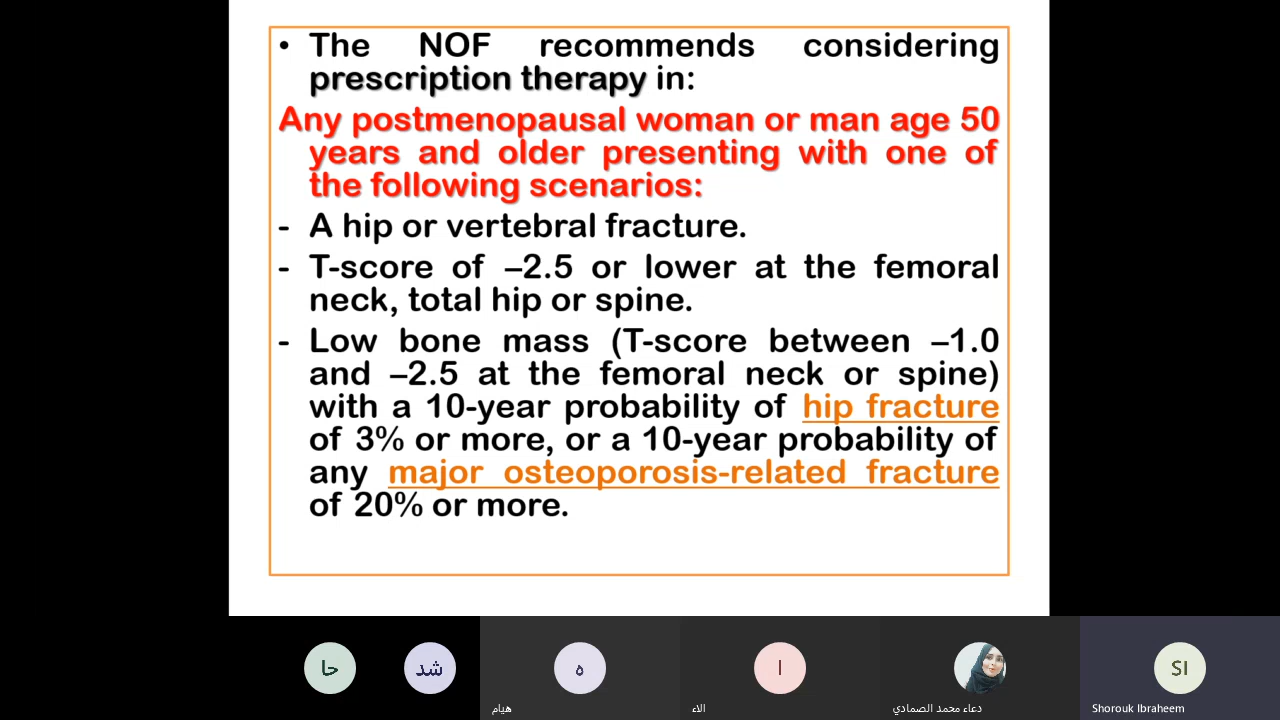 • The NOF recommends considering
prescription therapy in:
Any postmenopausal woman or man age 50
years and older presenting with one of
the following scenarios:
- A hip or vertebral fracture.
- T-score of –2.5 or lower at the femoral
neck, total hip or spine.
- Low bone mass (T-score between –1.0
and –2.5 at the femoral neck or spine)
with a 10-year probability of hip fracture
of 3% or more, or a 10-year probability of
any major osteoporosis-related fracture
of 20% or more.
حا
شد
ه
ا
SI
هيام
الاء
دعاء محمد الصمادي
Shorouk Ibraheem